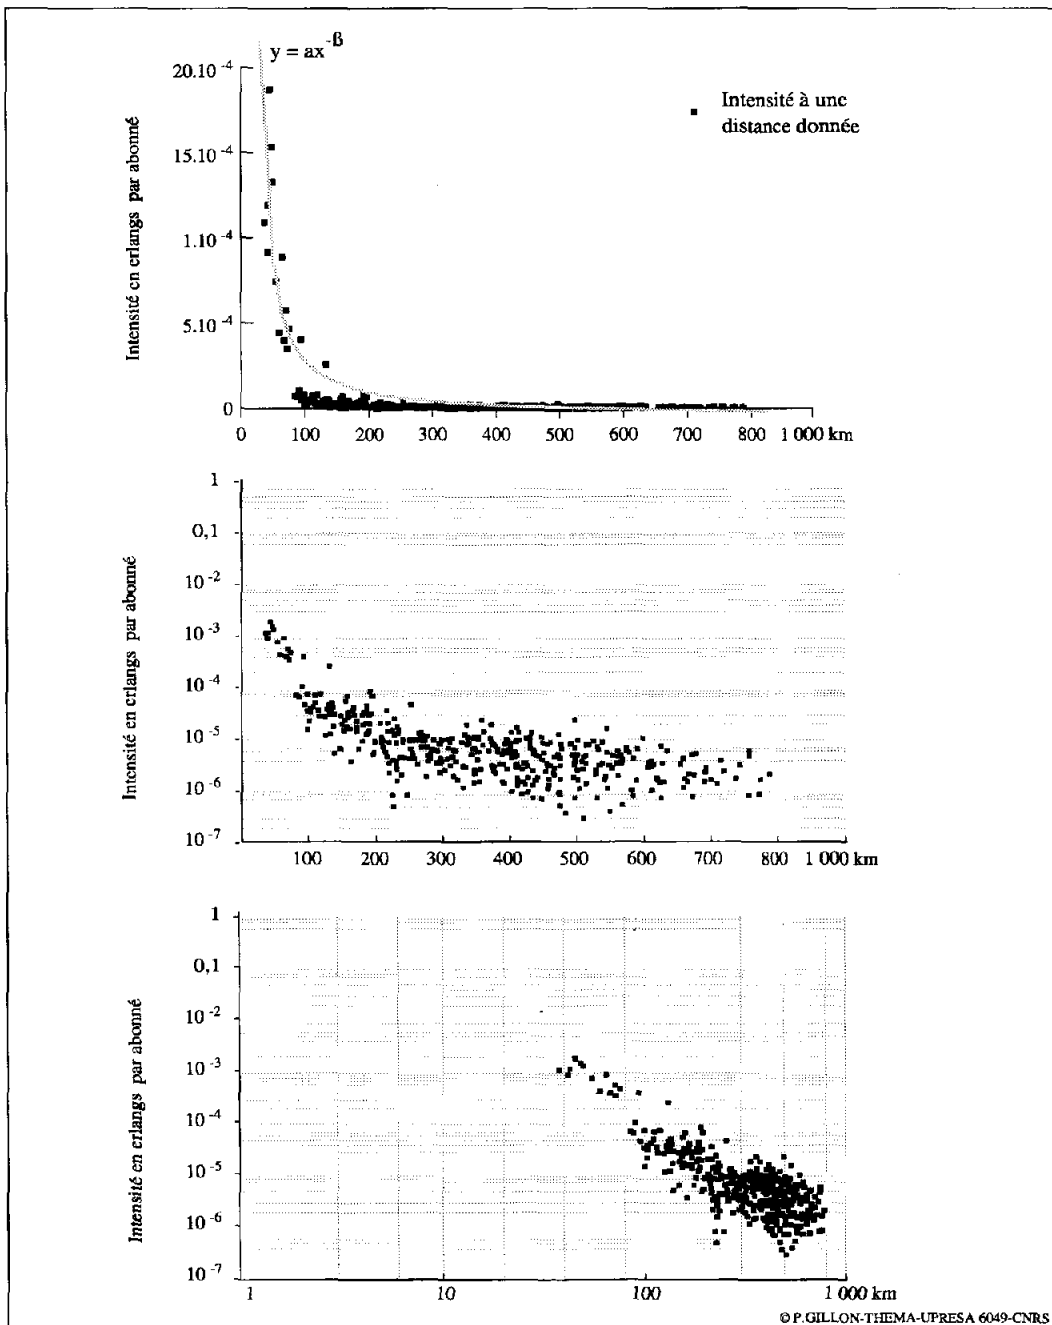 y = ax^-β
20.10^-4
15.10^-4
1.10^-4
5.10^-4
0
Intensité en erlangs par abonné
Intensité à une
distance donnée
0 100 200 300 400 500 600 700 800 1 000 km
1
0,1
10^-2
10^-3
10^-4
10^-5
10^-6
10^-7
Intensité en erlangs par abonné
100 200 300 400 500 600 700 800 1 000 km
1
0,1
10^-2
10^-3
10^-4
10^-5
10^-6
10^-7
Intensité en erlangs par abonné
1 10 100 1 000 km
© P.GILLON-THEMA-UPRESA 6049-CNRS